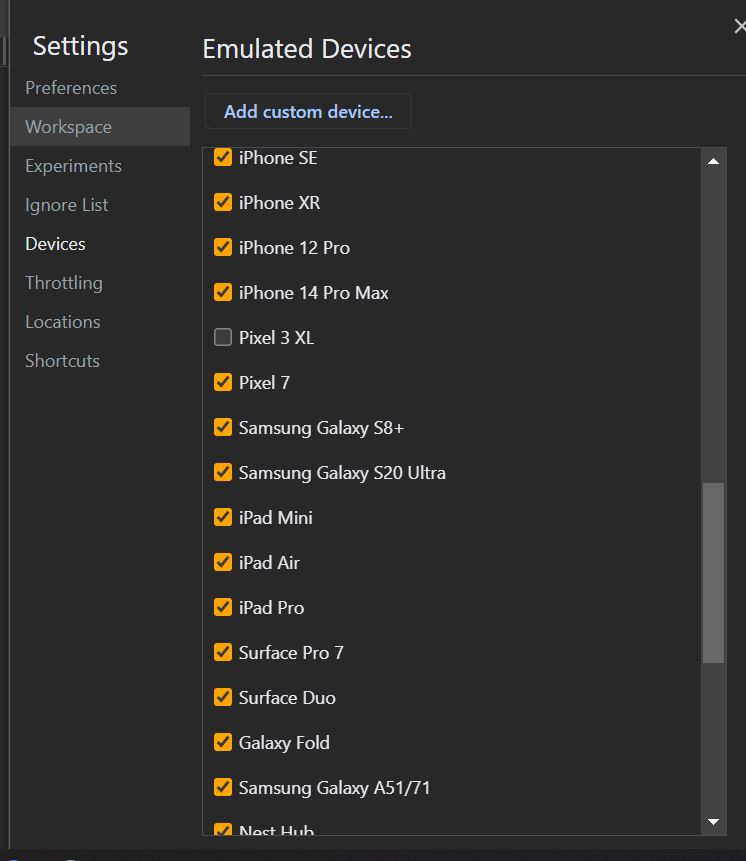 Settings
Preferences
Workspace
Experiments
Ignore List
Devices
Throttling
Locations
Shortcuts
Emulated Devices
Add custom device...
iPhone SE
iPhone XR
iPhone 12 Pro
iPhone 14 Pro Max
Pixel 3 XL
Pixel 7
Samsung Galaxy S8+
Samsung Galaxy S20 Ultra
iPad Mini
iPad Air
iPad Pro
Surface Pro 7
Surface Duo
Galaxy Fold
Samsung Galaxy A51/71
Nest Hub